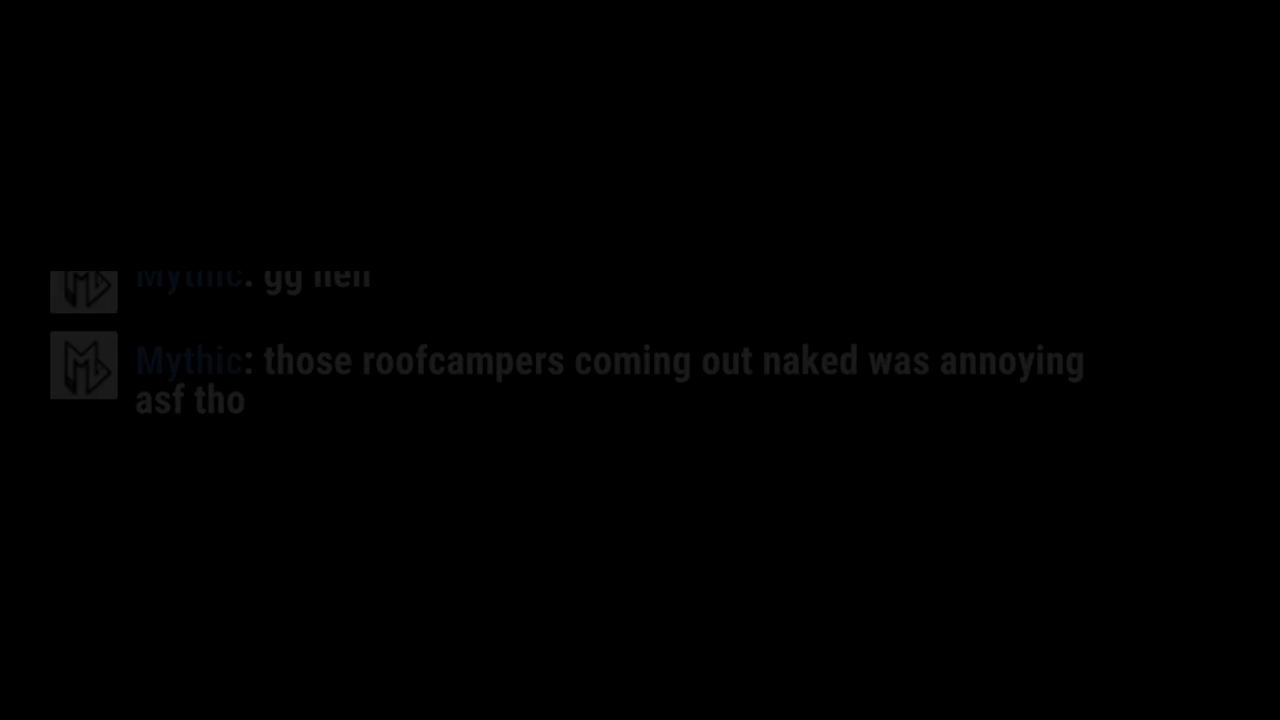 Mythic: gg
Mythic: those roofcampers coming out naked was annoying
asf tho